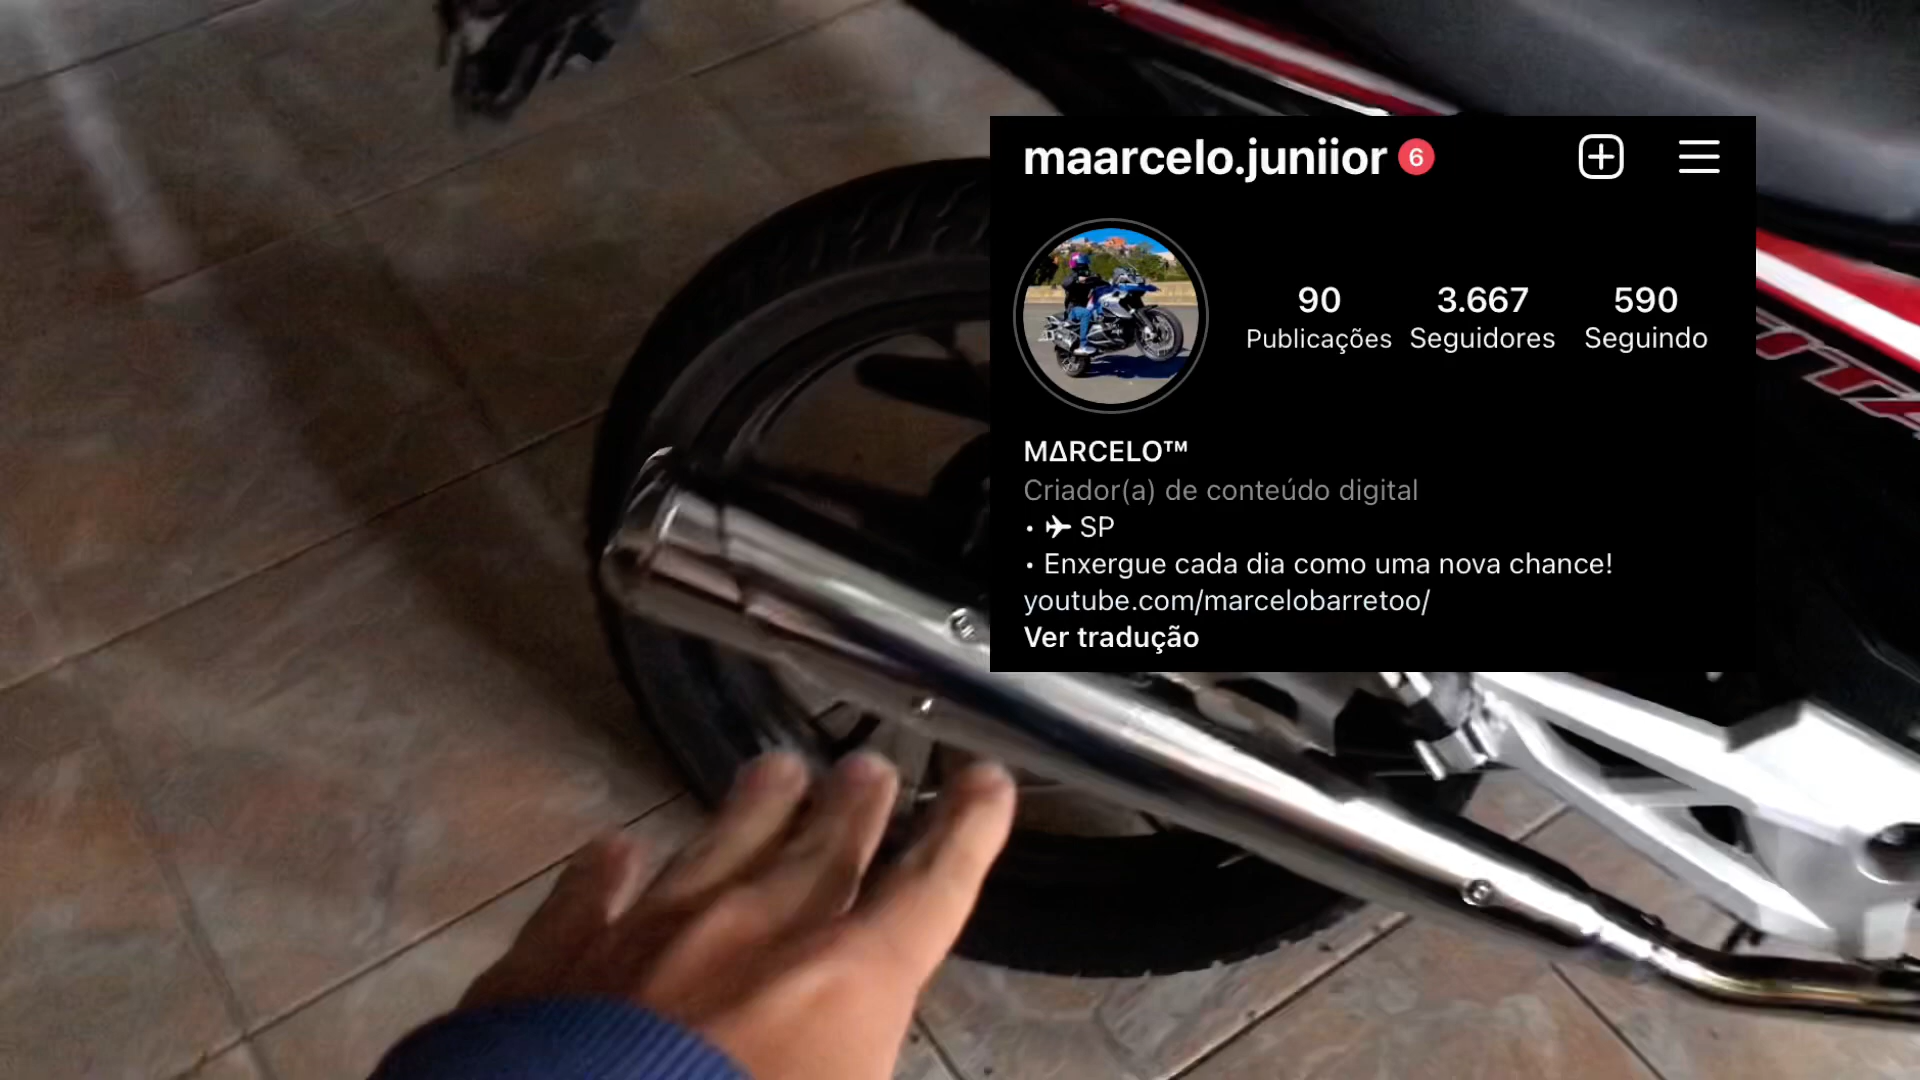 maarcelo.juniior 6
90 3.667 590
Publicações Seguidores Seguindo
MΔRCELO™
Criador(a) de conteúdo digital
• ✈ SP
• Enxergue cada dia como uma nova chance!
youtube.com/marcelobarretoo/
Ver tradução